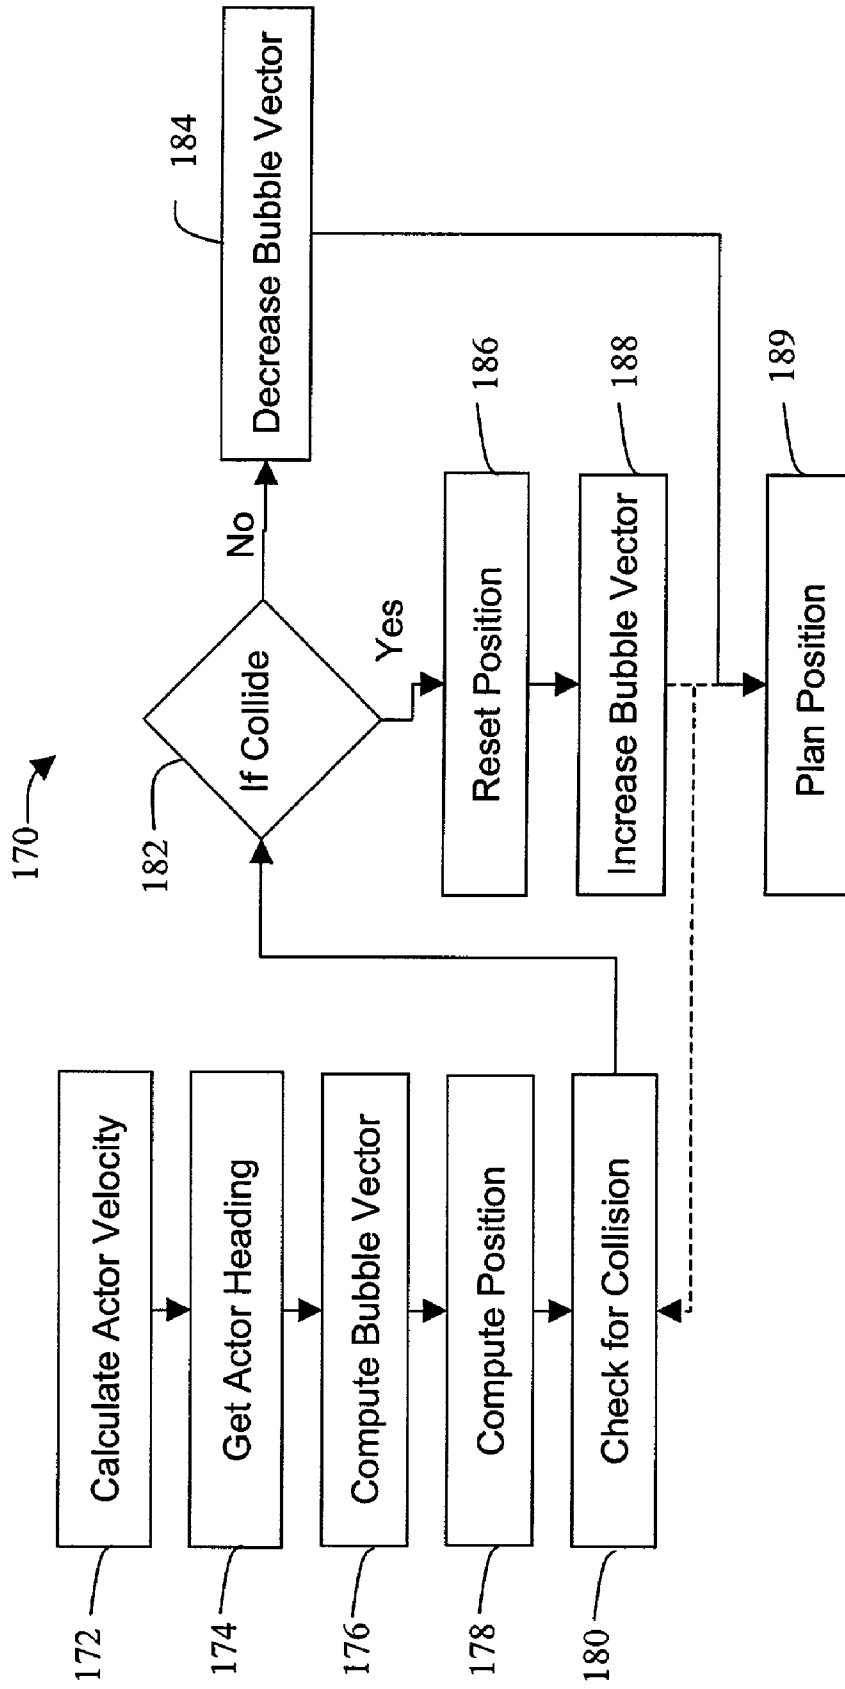 170
172
Calculate Actor Velocity
174
Get Actor Heading
176
Compute Bubble Vector
178
Compute Position
180
Check for Collision
182
If Collide
No
Yes
184
Decrease Bubble Vector
186
Reset Position
188
Increase Bubble Vector
189
Plan Position